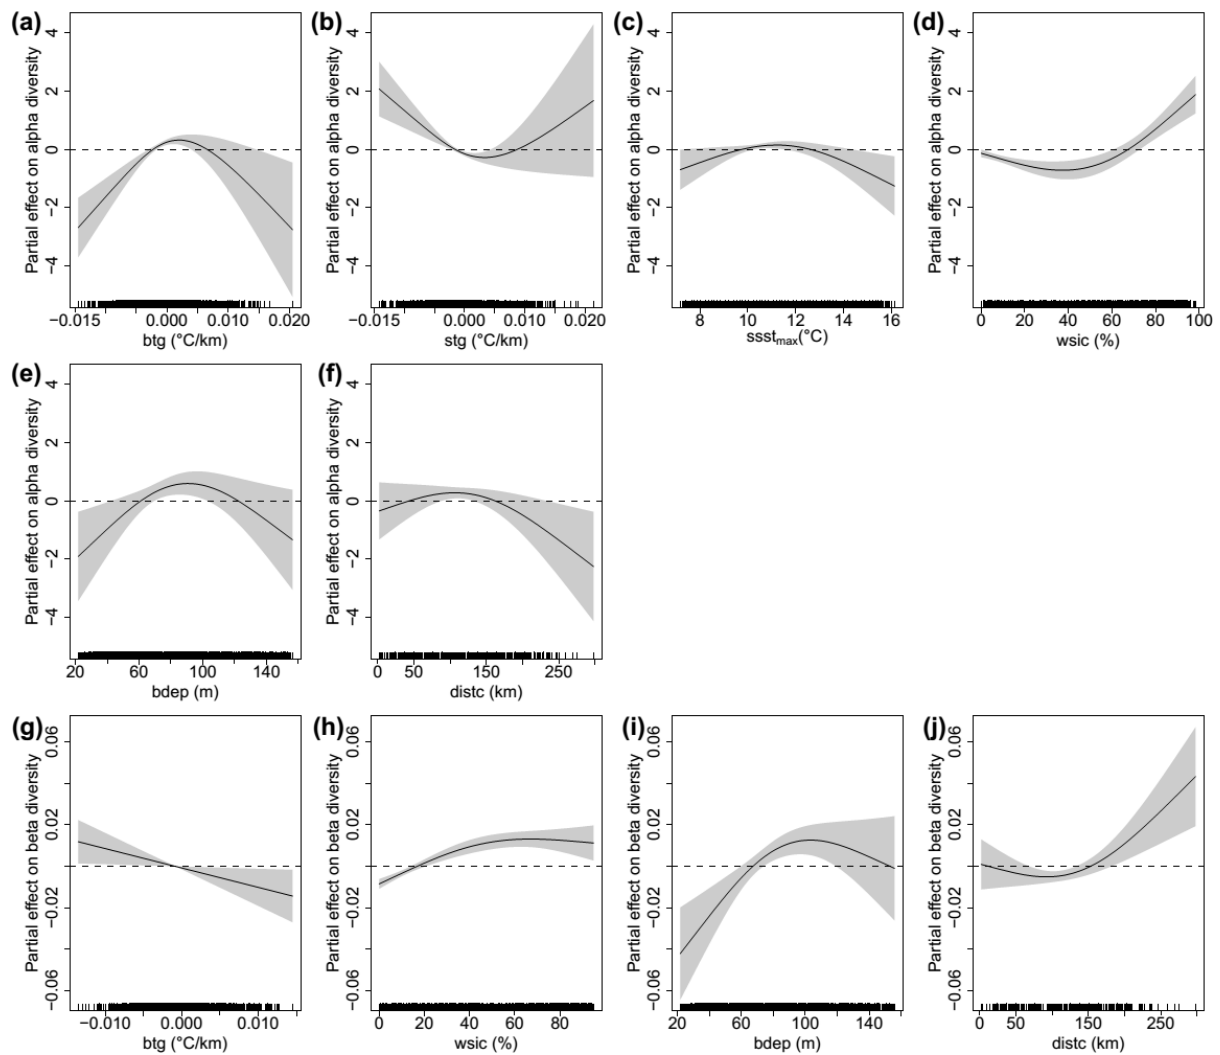 (a)
Partial effect on alpha diversity
4
2
0
−2
−4
−0.015
0.000
0.010
0.020
btg (°C/km)
(b)
Partial effect on alpha diversity
4
2
0
−2
−4
−0.015
0.000
0.010
0.020
stg (°C/km)
(c)
Partial effect on alpha diversity
4
2
0
−2
−4
8
10
12
14
16
ssst_max(°C)
(d)
Partial effect on alpha diversity
4
2
0
−2
−4
0
20
40
60
80
100
wsic (%)
(e)
Partial effect on alpha diversity
4
2
0
−2
−4
20
60
100
140
bdep (m)
(f)
Partial effect on alpha diversity
4
2
0
−2
−4
0
50
150
250
distc (km)
(g)
Partial effect on beta diversity
0.06
0.02
−0.02
−0.06
−0.010
0.000
0.010
btg (°C/km)
(h)
Partial effect on beta diversity
0.06
0.02
−0.02
−0.06
0
20
40
60
80
wsic (%)
(i)
Partial effect on beta diversity
0.06
0.02
−0.02
−0.06
20
60
100
140
bdep (m)
(j)
Partial effect on beta diversity
0.06
0.02
−0.02
−0.06
0
50
150
250
distc (km)